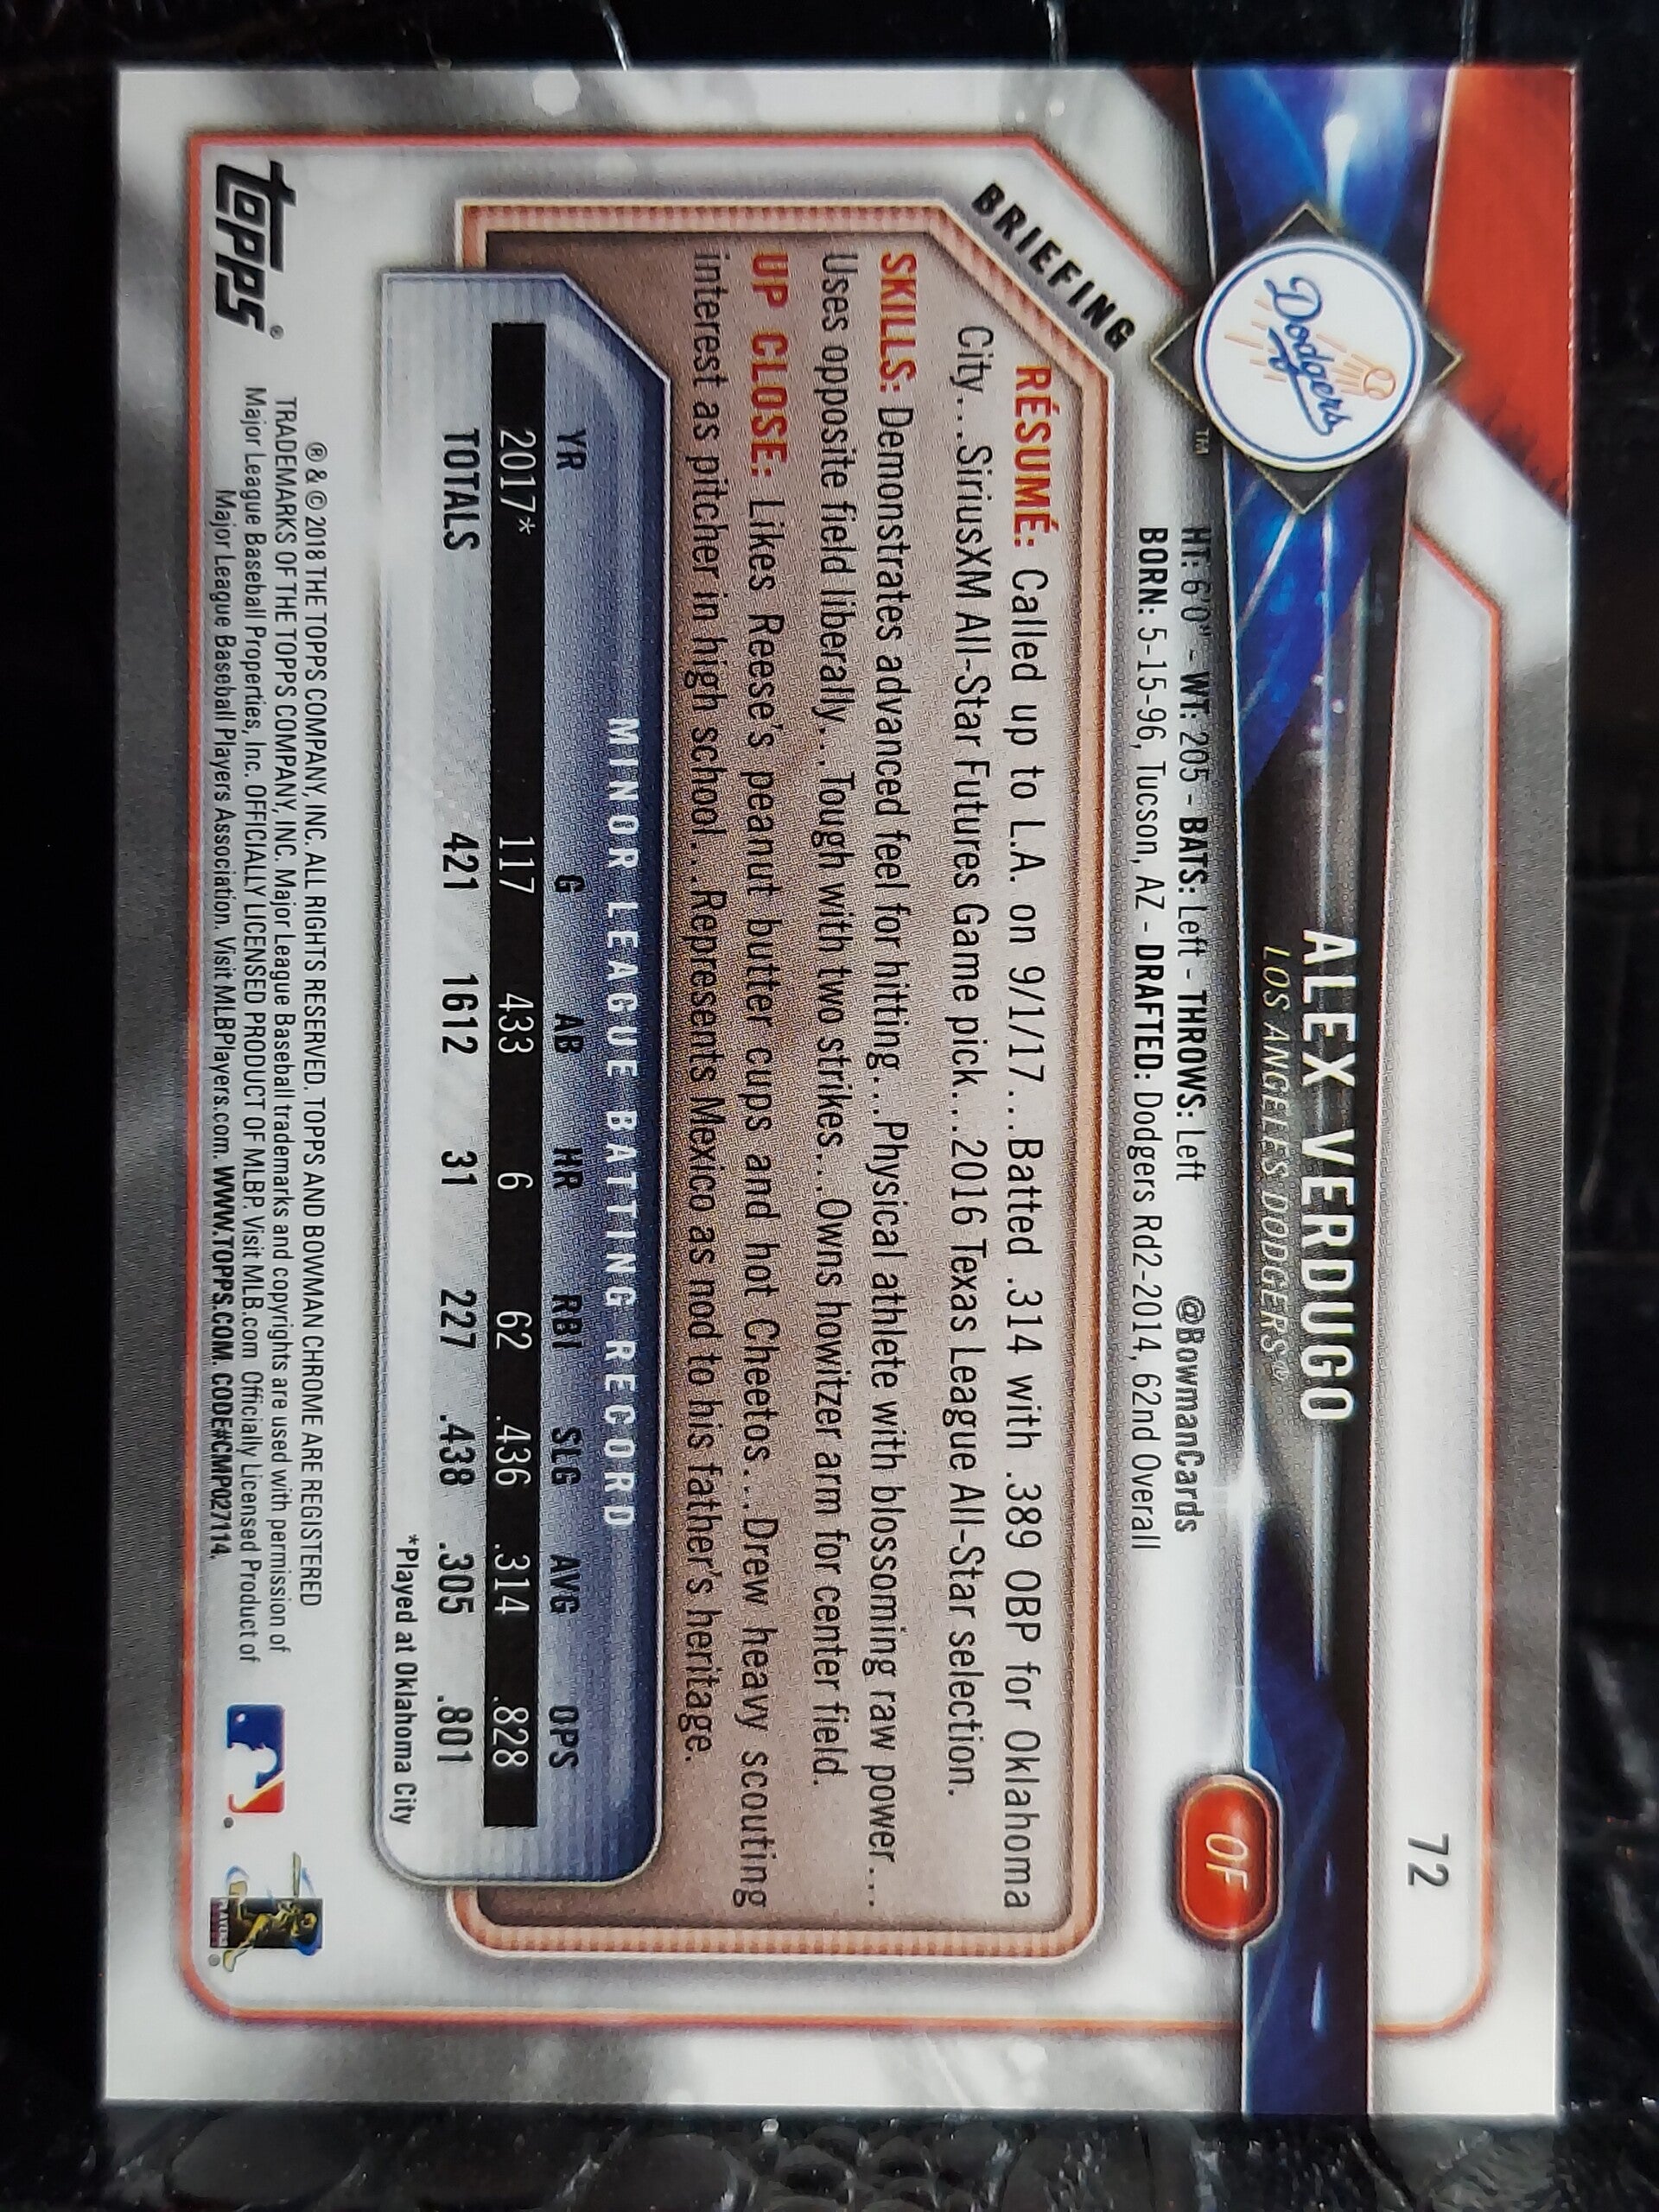 72
ALEX VERDUGO
LOS ANGELES DODGERS®
OF
Dodgers
TM
HT: 6'0" - WT: 205 - BATS: Left - THROWS: Left @BowmanCards
BORN: 5-15-96, Tucson, AZ - DRAFTED: Dodgers Rd2-2014, 62nd Overall
BRIEFING
RÉSUMÉ: Called up to L.A. on 9/1/17...Batted .314 with .389 OBP for Oklahoma
City...SiriusXM All-Star Futures Game pick...2016 Texas League All-Star selection.
SKILLS: Demonstrates advanced feel for hitting...Physical athlete with blossoming raw power...
Uses opposite field liberally...Tough with two strikes...Owns howitzer arm for center field.
UP CLOSE: Likes Reese's peanut butter cups and hot Cheetos...Drew heavy scouting
interest as pitcher in high school...Represents Mexico as nod to his father's heritage.
MINOR LEAGUE BATTING RECORD
YR G AB HR RBI SLG AVG OPS
2017* 117 433 6 62 .436 .314 .828
TOTALS 421 1612 31 227 .438 .305 .801
*Played at Oklahoma City
topps®
® & © 2018 THE TOPPS COMPANY, INC. ALL RIGHTS RESERVED. TOPPS AND BOWMAN CHROME ARE REGISTERED
TRADEMARKS OF THE TOPPS COMPANY, INC. Major League Baseball trademarks and copyrights are used with permission of
Major League Baseball Properties, Inc. OFFICIALLY LICENSED PRODUCT OF MLBP. Visit MLB.com Officially Licensed Product of
Major League Baseball Players Association. Visit MLBPlayers.com. WWW.TOPPS.COM. CODE#CMP027114.
PLAYERS